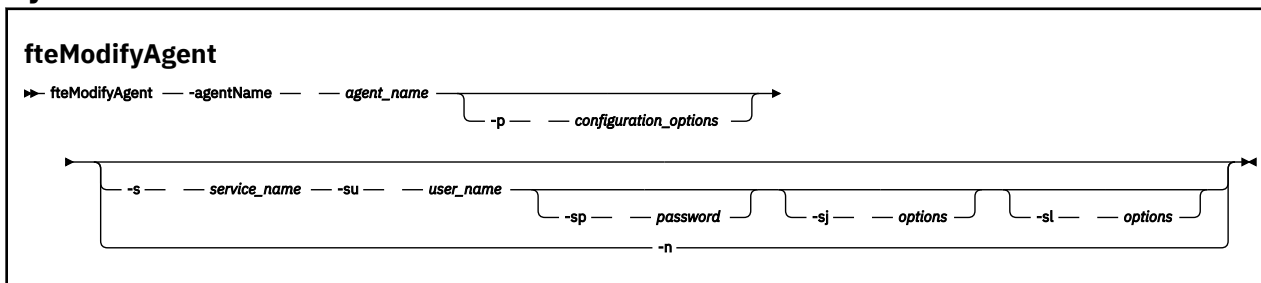 fteModifyAgent
fteModifyAgent -agentName agent_name
-p configuration_options
-s service_name -su user_name
-sp password -sj options -sl options
-n